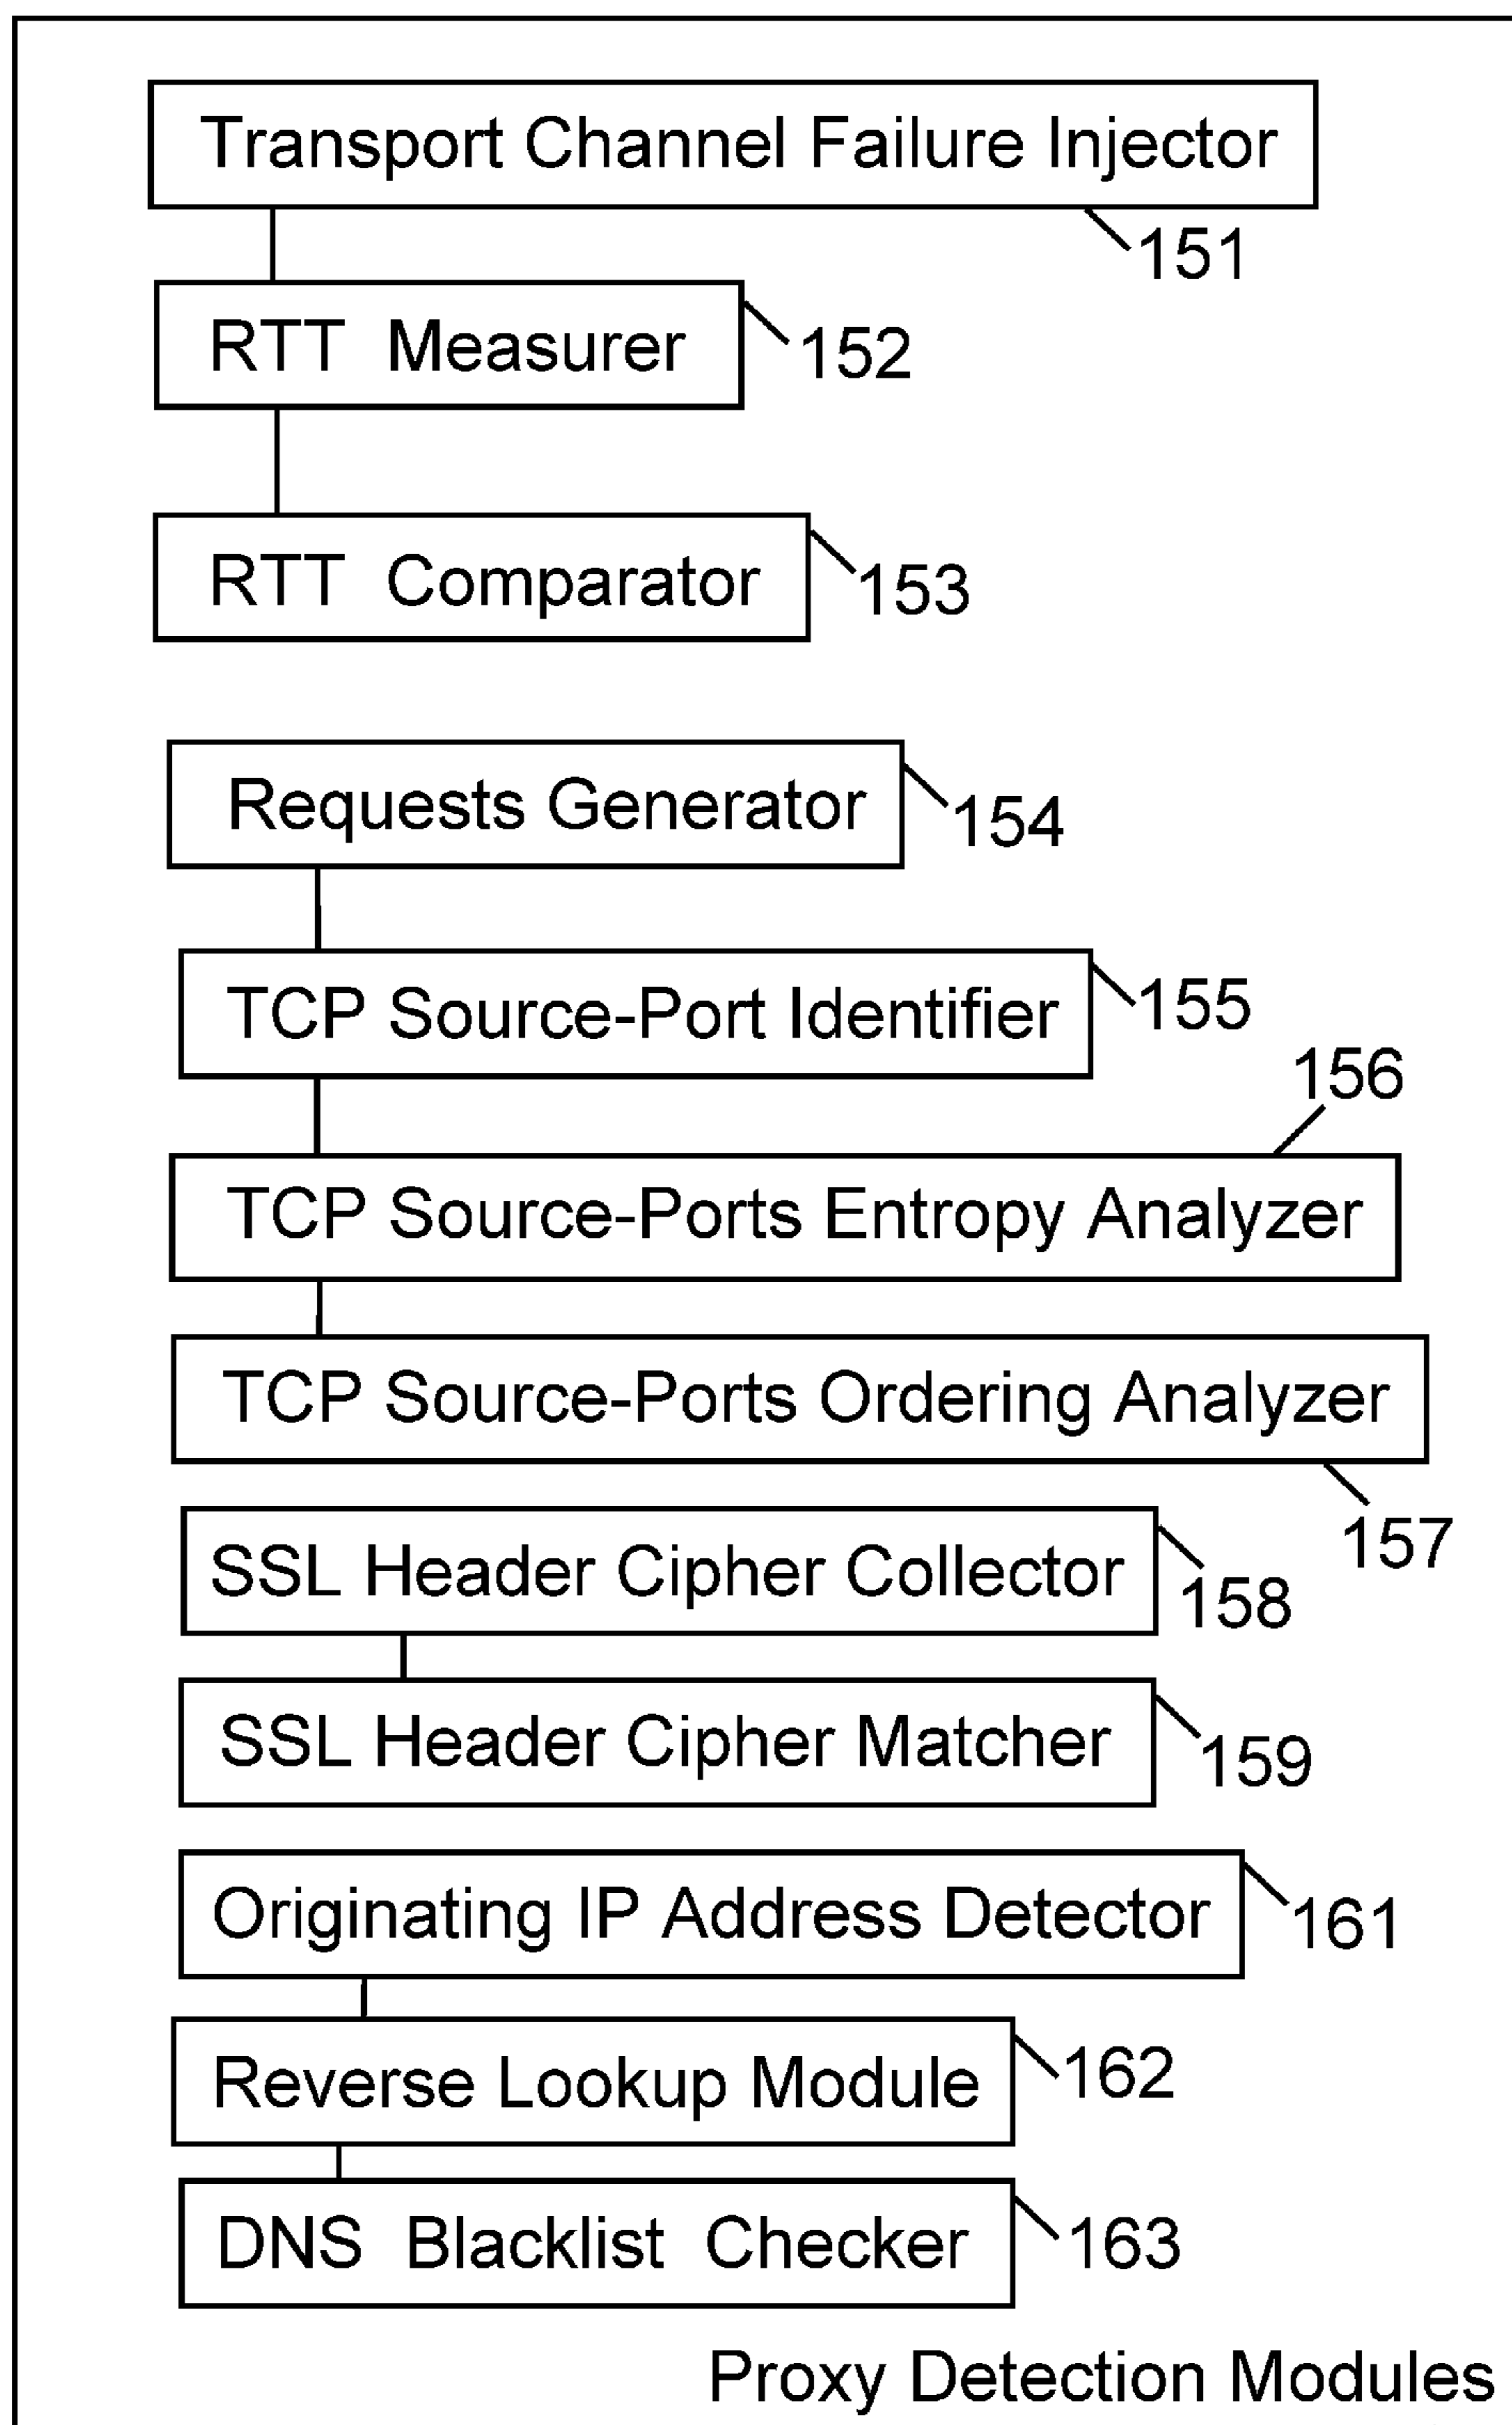 Transport Channel Failure Injector
151
RTT Measurer
152
RTT Comparator
153
Requests Generator
154
TCP Source-Port Identifier
155
156
TCP Source-Ports Entropy Analyzer
TCP Source-Ports Ordering Analyzer
157
SSL Header Cipher Collector
158
SSL Header Cipher Matcher
159
Originating IP Address Detector
161
Reverse Lookup Module
162
DNS Blacklist Checker
163
Proxy Detection Modules